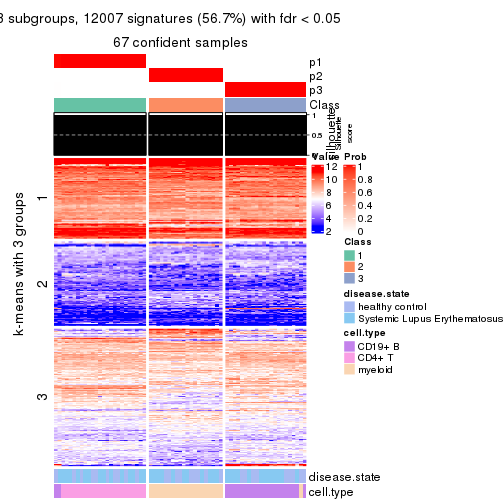 3 subgroups, 12007 signatures (56.7%) with fdr < 0.05
67 confident samples
p1
p2
p3
Class
1
0.5
0
Silhouette
score
Value
12
10
8
6
4
2
Prob
1
0.8
0.6
0.4
0.2
0
Class
1
2
3
disease.state
healthy control
Systemic Lupus Erythematosus
cell.type
CD19+ B
CD4+ T
myeloid
k-means with 3 groups
1
2
3
disease.state
cell.type